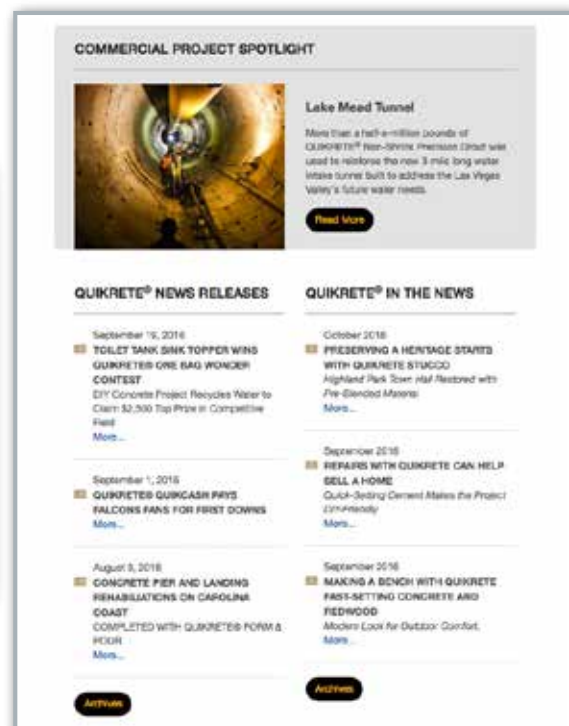 COMMERCIAL PROJECT SPOTLIGHT
Lake Mead Tunnel
More than a half-a-million pounds of
QUIKRETE® Non-Shrink Precision Grout was
used to reinforce the new 3 mile long water
intake tunnel built to address the Las Vegas
Valley's future water needs.
Read More
QUIKRETE® NEWS RELEASES
September 19, 2016
TOILET TANK SINK TOPPER WINS
QUIKRETE® ONE BAG WONDER
CONTEST
DIY Concrete Project Recycles Water to
Claim $2,500 Top Prize in Competitive
Field
More...
September 1, 2016
QUIKRETE® QUIKCASH PAYS
FALCONS FANS FOR FIRST DOWNS
More...
August 9, 2016
CONCRETE PIER AND LANDING
REHABILIATIONS ON CAROLINA
COAST
COMPLETED WITH QUIKRETE® FORM &
POUR
More...
Archives
QUIKRETE® IN THE NEWS
October 2016
PRESERVING A HERITAGE STARTS
WITH QUIKRETE STUCCO
Highland Park Town Hall Restored with
Pre-Blended Material
More...
September 2016
REPAIRS WITH QUIKRETE CAN HELP
SELL A HOME
Quick-Setting Cement Makes the Project
DIY-Friendly
More...
September 2016
MAKING A BENCH WITH QUIKRETE
FAST-SETTING CONCRETE AND
REDWOOD
Modern Look for Outdoor Comfort.
More...
Archives